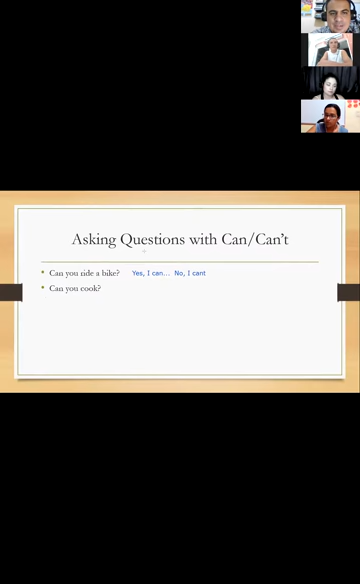 Asking Questions with Can/Can't
• Can you ride a bike? Yes, I can... No, I cant
• Can you cook?